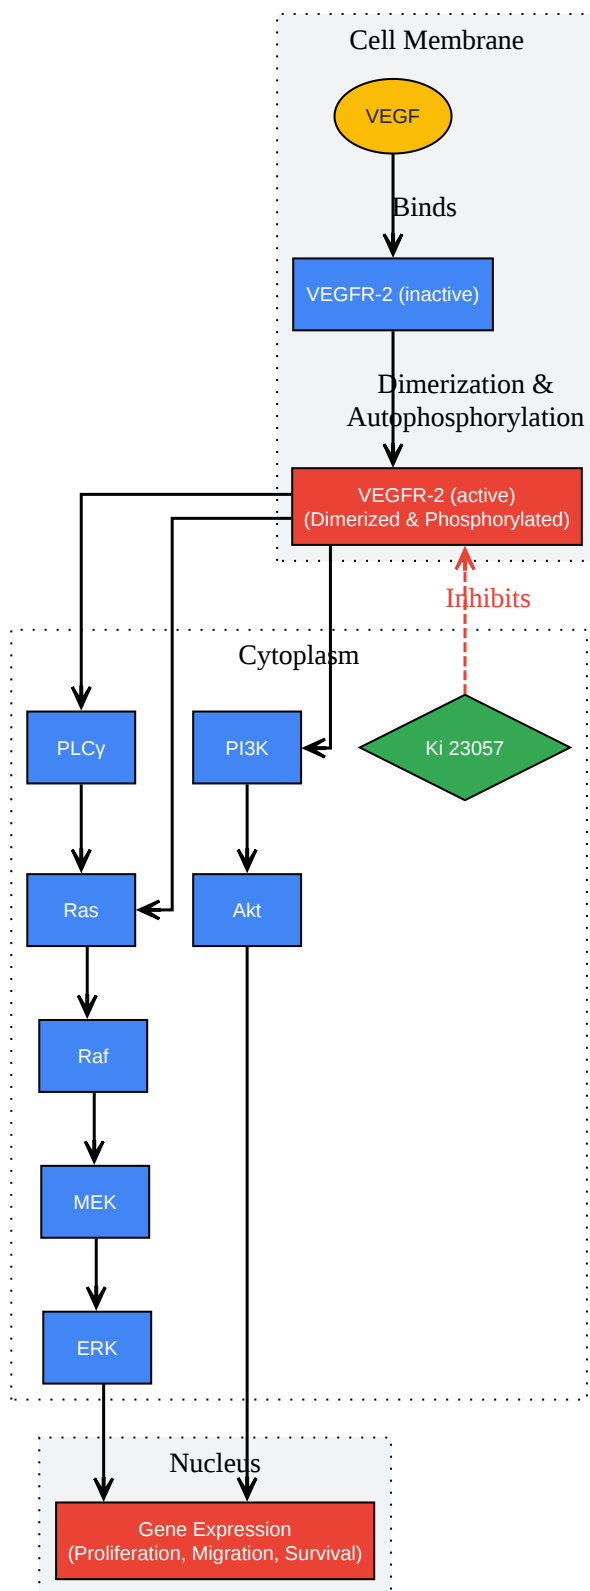 Cell Membrane
VEGF
Binds
VEGFR-2 (inactive)
Dimerization &
Autophosphorylation
VEGFR-2 (active)
(Dimerized & Phosphorylated)
Inhibits
Cytoplasm
PLCγ
PI3K
Ki 23057
Ras
Akt
Raf
MEK
ERK
Nucleus
Gene Expression
(Proliferation, Migration, Survival)